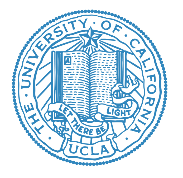 THE · UNIVERSITY · OF · CALIFORNIA
LET THERE BE
LIGHT
UCLA